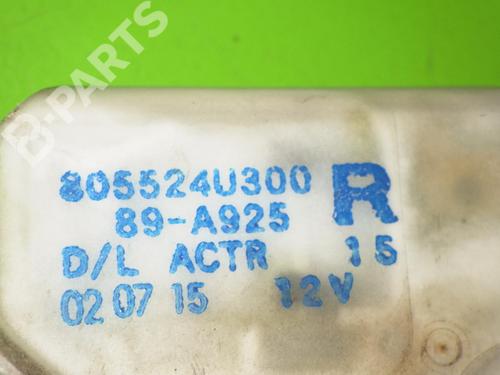 B-PARTS
805524U300 R
89-A925
D/L ACTR 15
02 07 15 12V